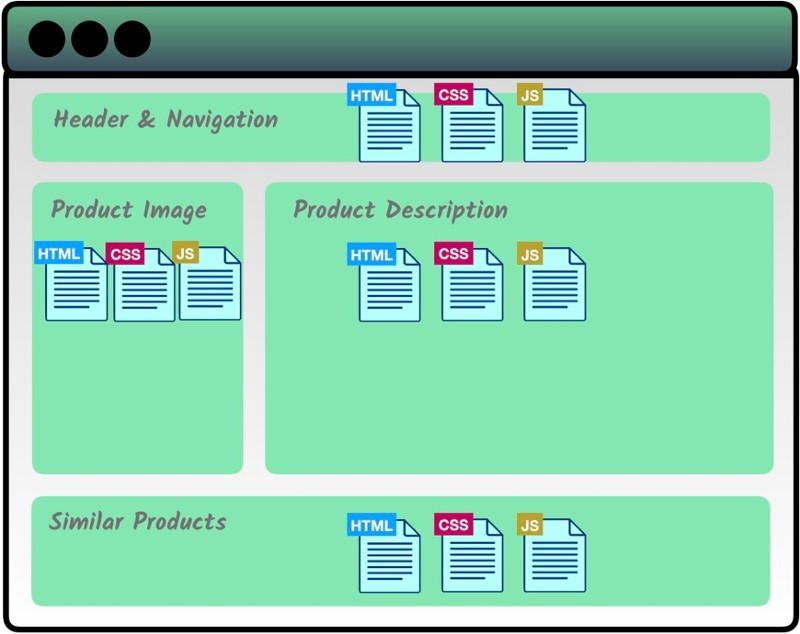 HTML CSS JS
Header & Navigation
Product Image
Product Description
HTML CSS JS
HTML CSS JS
Similar Products
HTML CSS JS